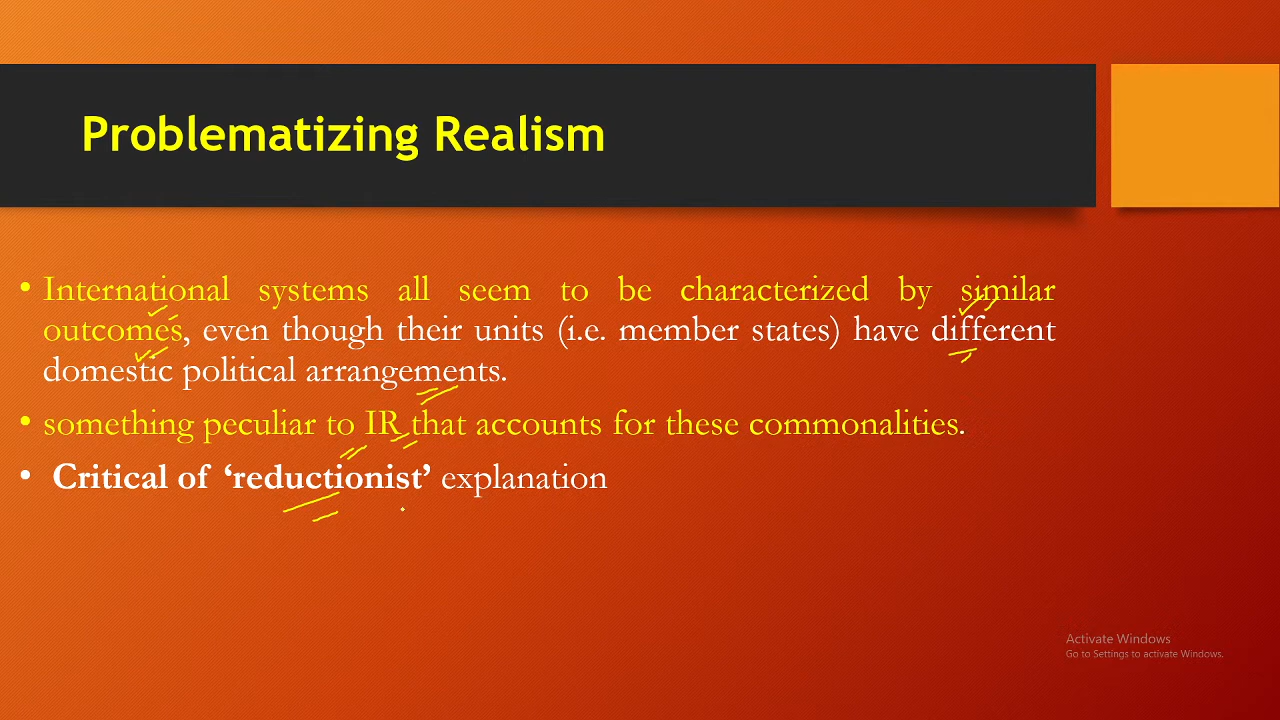 Problematizing Realism
• International systems all seem to be characterized by similar
outcomes, even though their units (i.e. member states) have different
domestic political arrangements.
• something peculiar to IR that accounts for these commonalities.
• Critical of ‘reductionist’ explanation
Activate Windows
Go to Settings to activate Windows.